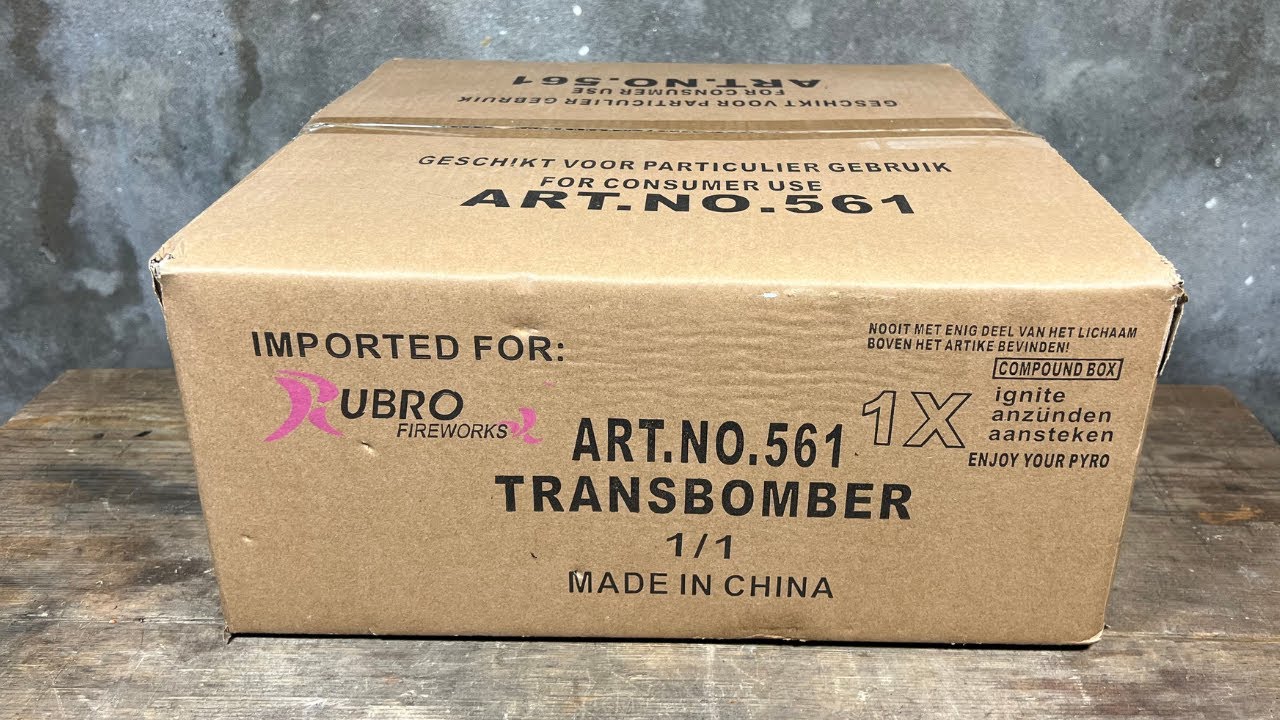 ART.NO.561
FOR CONSUMER USE
GESCHIKT VOOR PARTICULIER GEBRUIK
GESCHIKT VOOR PARTICULIER GEBRUIK
FOR CONSUMER USE
ART.NO.561
IMPORTED FOR:
RUBRO
FIREWORKS
ART.NO.561
TRANSBOMBER
1/1
MADE IN CHINA
NOOIT MET ENIG DEEL VAN HET LICHAAM
BOVEN HET ARTIKE BEVINDEN!
COMPOUND BOX
1X
ignite
anzünden
aansteken
ENJOY YOUR PYRO